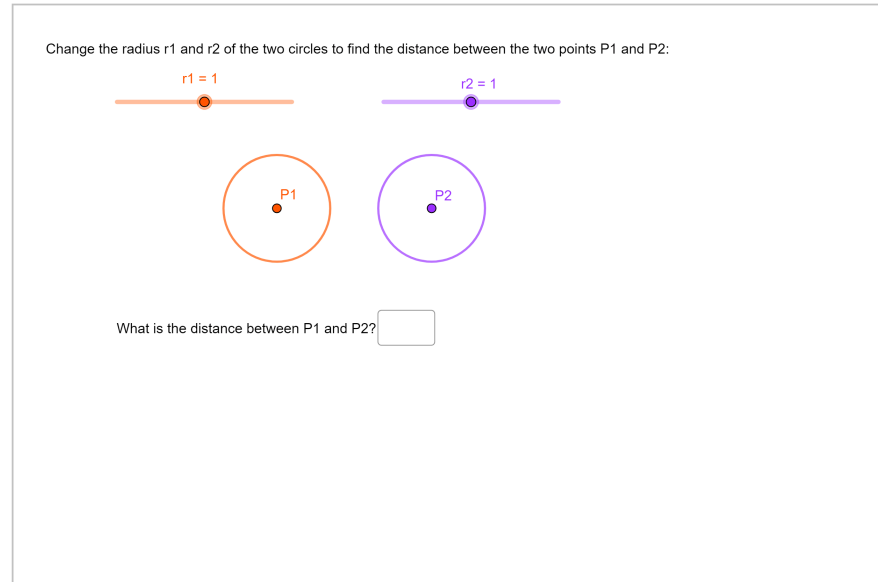 Change the radius r1 and r2 of the two circles to find the distance between the two points P1 and P2:
r1 = 1
r2 = 1
P1
P2
What is the distance between P1 and P2?